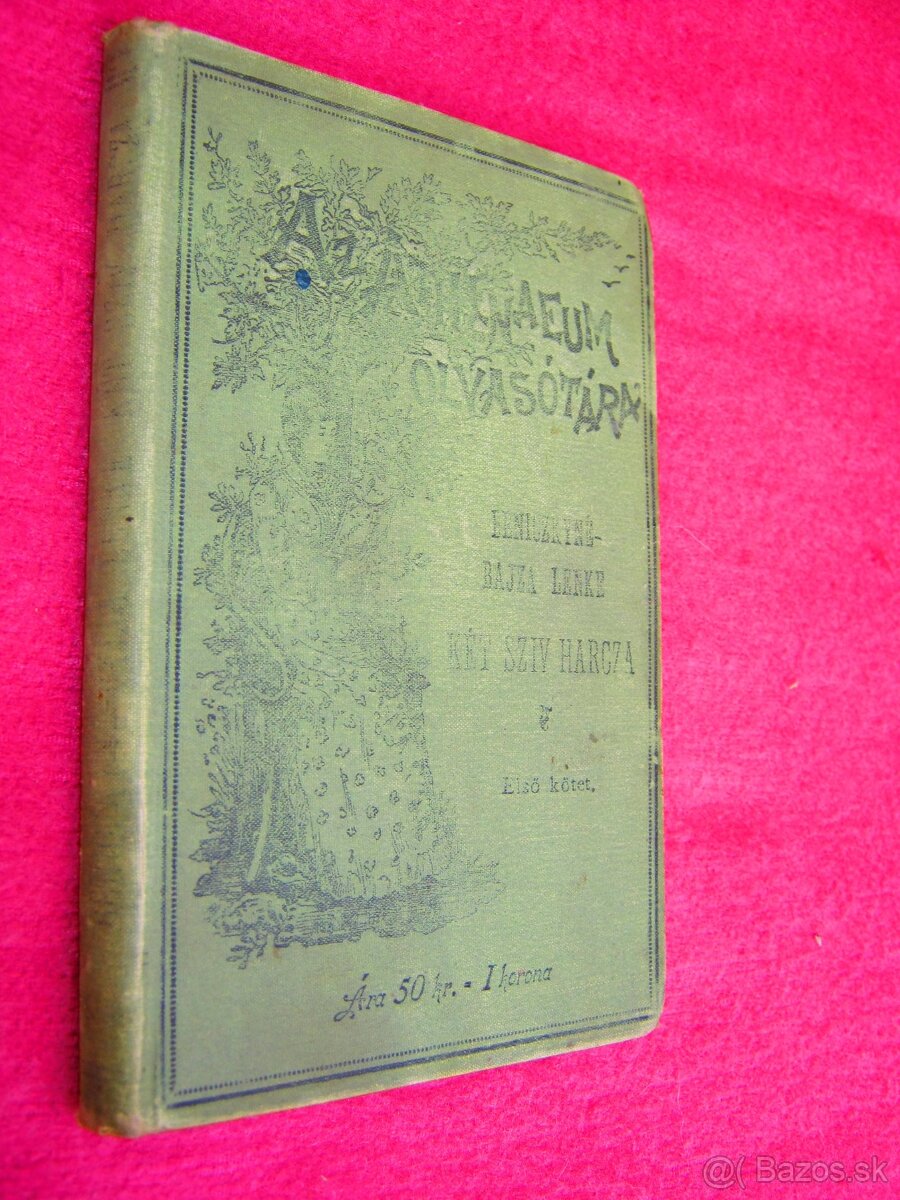 Az Athenaeum
Olvasótára
BENICZKYNÉ-
BAJZA LENKE
KÉT SZIV HARCZA
Első kötet.
Ára 50 kr. = 1 korona
Bazos.sk